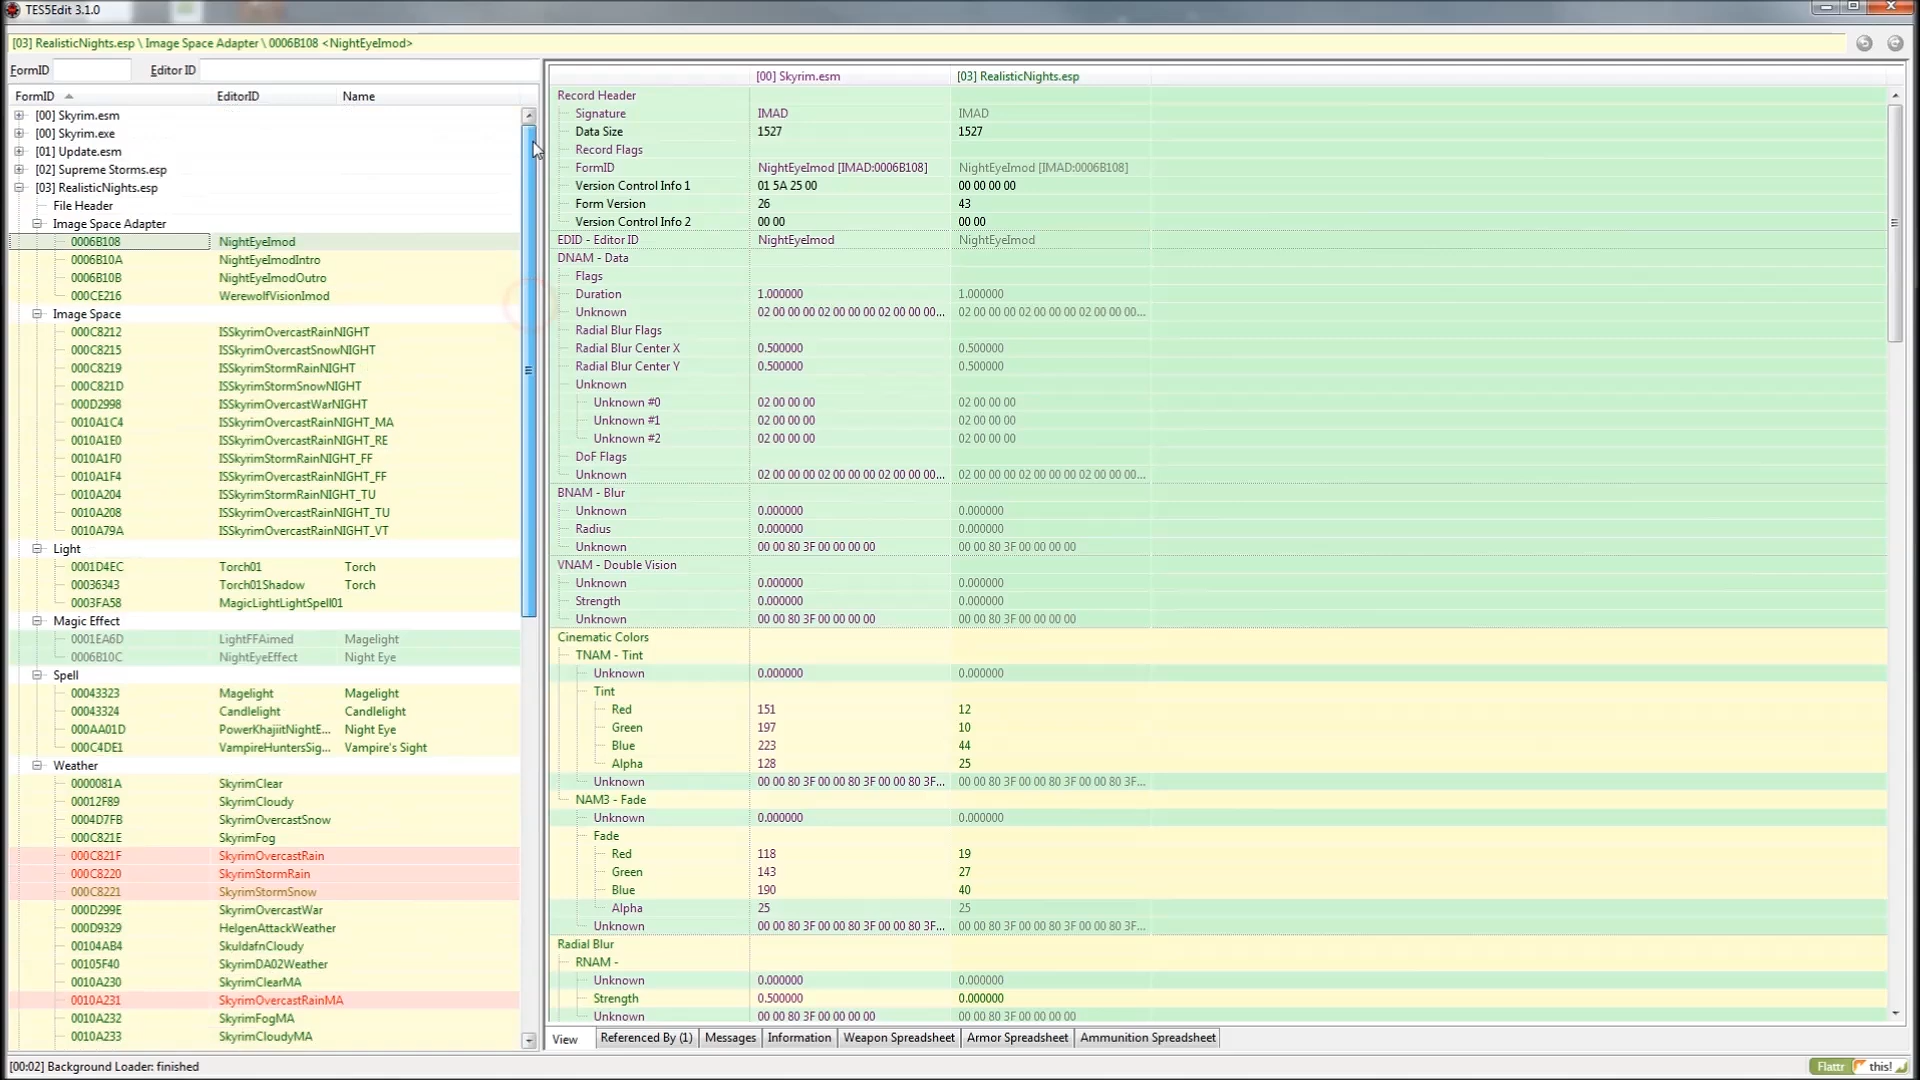 TES5Edit 3.1.0
[03] RealisticNights.esp \ Image Space Adapter \ 0006B108 <NightEyeImod>
FormID Editor ID
FormID EditorID Name
[00] Skyrim.esm
[00] Skyrim.exe
[01] Update.esm
[02] Supreme Storms.esp
[03] RealisticNights.esp
File Header
Image Space Adapter
0006B108 NightEyeImod
0006B10A NightEyeImodIntro
0006B10B NightEyeImodOutro
000CE216 WerewolfVisionImod
Image Space
000C8212 ISSkyrimOvercastRainNIGHT
000C8215 ISSkyrimOvercastSnowNIGHT
000C8219 ISSkyrimStormRainNIGHT
000C821D ISSkyrimStormSnowNIGHT
000D2998 ISSkyrimOvercastWarNIGHT
0010A1C4 ISSkyrimOvercastRainNIGHT_MA
0010A1E0 ISSkyrimOvercastRainNIGHT_RE
0010A1F0 ISSkyrimStormRainNIGHT_FF
0010A1F4 ISSkyrimOvercastRainNIGHT_FF
0010A204 ISSkyrimStormRainNIGHT_TU
0010A208 ISSkyrimOvercastRainNIGHT_TU
0010A79A ISSkyrimOvercastRainNIGHT_VT
Light
0001D4EC Torch01 Torch
00036343 Torch01Shadow Torch
0003FA58 MagicLightLightSpell01
Magic Effect
0001EA6D LightFFAimed Magelight
0006B10C NightEyeEffect Night Eye
Spell
00043323 Magelight Magelight
00043324 Candlelight Candlelight
000AA01D PowerKhajiitNightE... Night Eye
000C4DE1 VampireHuntersSig... Vampire's Sight
Weather
0000081A SkyrimClear
00012F89 SkyrimCloudy
0004D7FB SkyrimOvercastSnow
000C821E SkyrimFog
000C821F SkyrimOvercastRain
000C8220 SkyrimStormRain
000C8221 SkyrimStormSnow
000D299E SkyrimOvercastWar
000D9329 HelgenAttackWeather
00104AB4 SkuldafnCloudy
00105F40 SkyrimDA02Weather
0010A230 SkyrimClearMA
0010A231 SkyrimOvercastRainMA
0010A232 SkyrimFogMA
0010A233 SkyrimCloudyMA
[00] Skyrim.esm [03] RealisticNights.esp
Record Header
Signature IMAD IMAD
Data Size 1527 1527
Record Flags
FormID NightEyeImod [IMAD:0006B108] NightEyeImod [IMAD:0006B108]
Version Control Info 1 01 5A 25 00 00 00 00 00
Form Version 26 43
Version Control Info 2 00 00 00 00
EDID - Editor ID NightEyeImod NightEyeImod
DNAM - Data
Flags
Duration 1.000000 1.000000
Unknown 02 00 00 00 02 00 00 00 02 00 00 00... 02 00 00 00 02 00 00 00 02 00 00 00...
Radial Blur Flags
Radial Blur Center X 0.500000 0.500000
Radial Blur Center Y 0.500000 0.500000
Unknown
Unknown #0 02 00 00 00 02 00 00 00
Unknown #1 02 00 00 00 02 00 00 00
Unknown #2 02 00 00 00 02 00 00 00
DoF Flags
Unknown 02 00 00 00 02 00 00 00 02 00 00 00... 02 00 00 00 02 00 00 00 02 00 00 00...
BNAM - Blur
Unknown 0.000000 0.000000
Radius 0.000000 0.000000
Unknown 00 00 80 3F 00 00 00 00 00 00 80 3F 00 00 00 00
VNAM - Double Vision
Unknown 0.000000 0.000000
Strength 0.000000 0.000000
Unknown 00 00 80 3F 00 00 00 00 00 00 80 3F 00 00 00 00
Cinematic Colors
TNAM - Tint
Unknown 0.000000 0.000000
Tint
Red 151 12
Green 197 10
Blue 223 44
Alpha 128 25
Unknown 00 00 80 3F 00 00 80 3F 00 00 80 3F... 00 00 80 3F 00 00 80 3F 00 00 80 3F...
NAM3 - Fade
Unknown 0.000000 0.000000
Fade
Red 118 19
Green 143 27
Blue 190 40
Alpha 25 25
Unknown 00 00 80 3F 00 00 80 3F 00 00 80 3F... 00 00 80 3F 00 00 80 3F 00 00 80 3F...
Radial Blur
RNAM -
Unknown 0.000000 0.000000
Strength 0.500000 0.000000
Unknown 00 00 80 3F 00 00 00 00 00 00 80 3F 00 00 00 00
View Referenced By (1) Messages Information Weapon Spreadsheet Armor Spreadsheet Ammunition Spreadsheet
[00:02] Background Loader: finished
Flattr this!